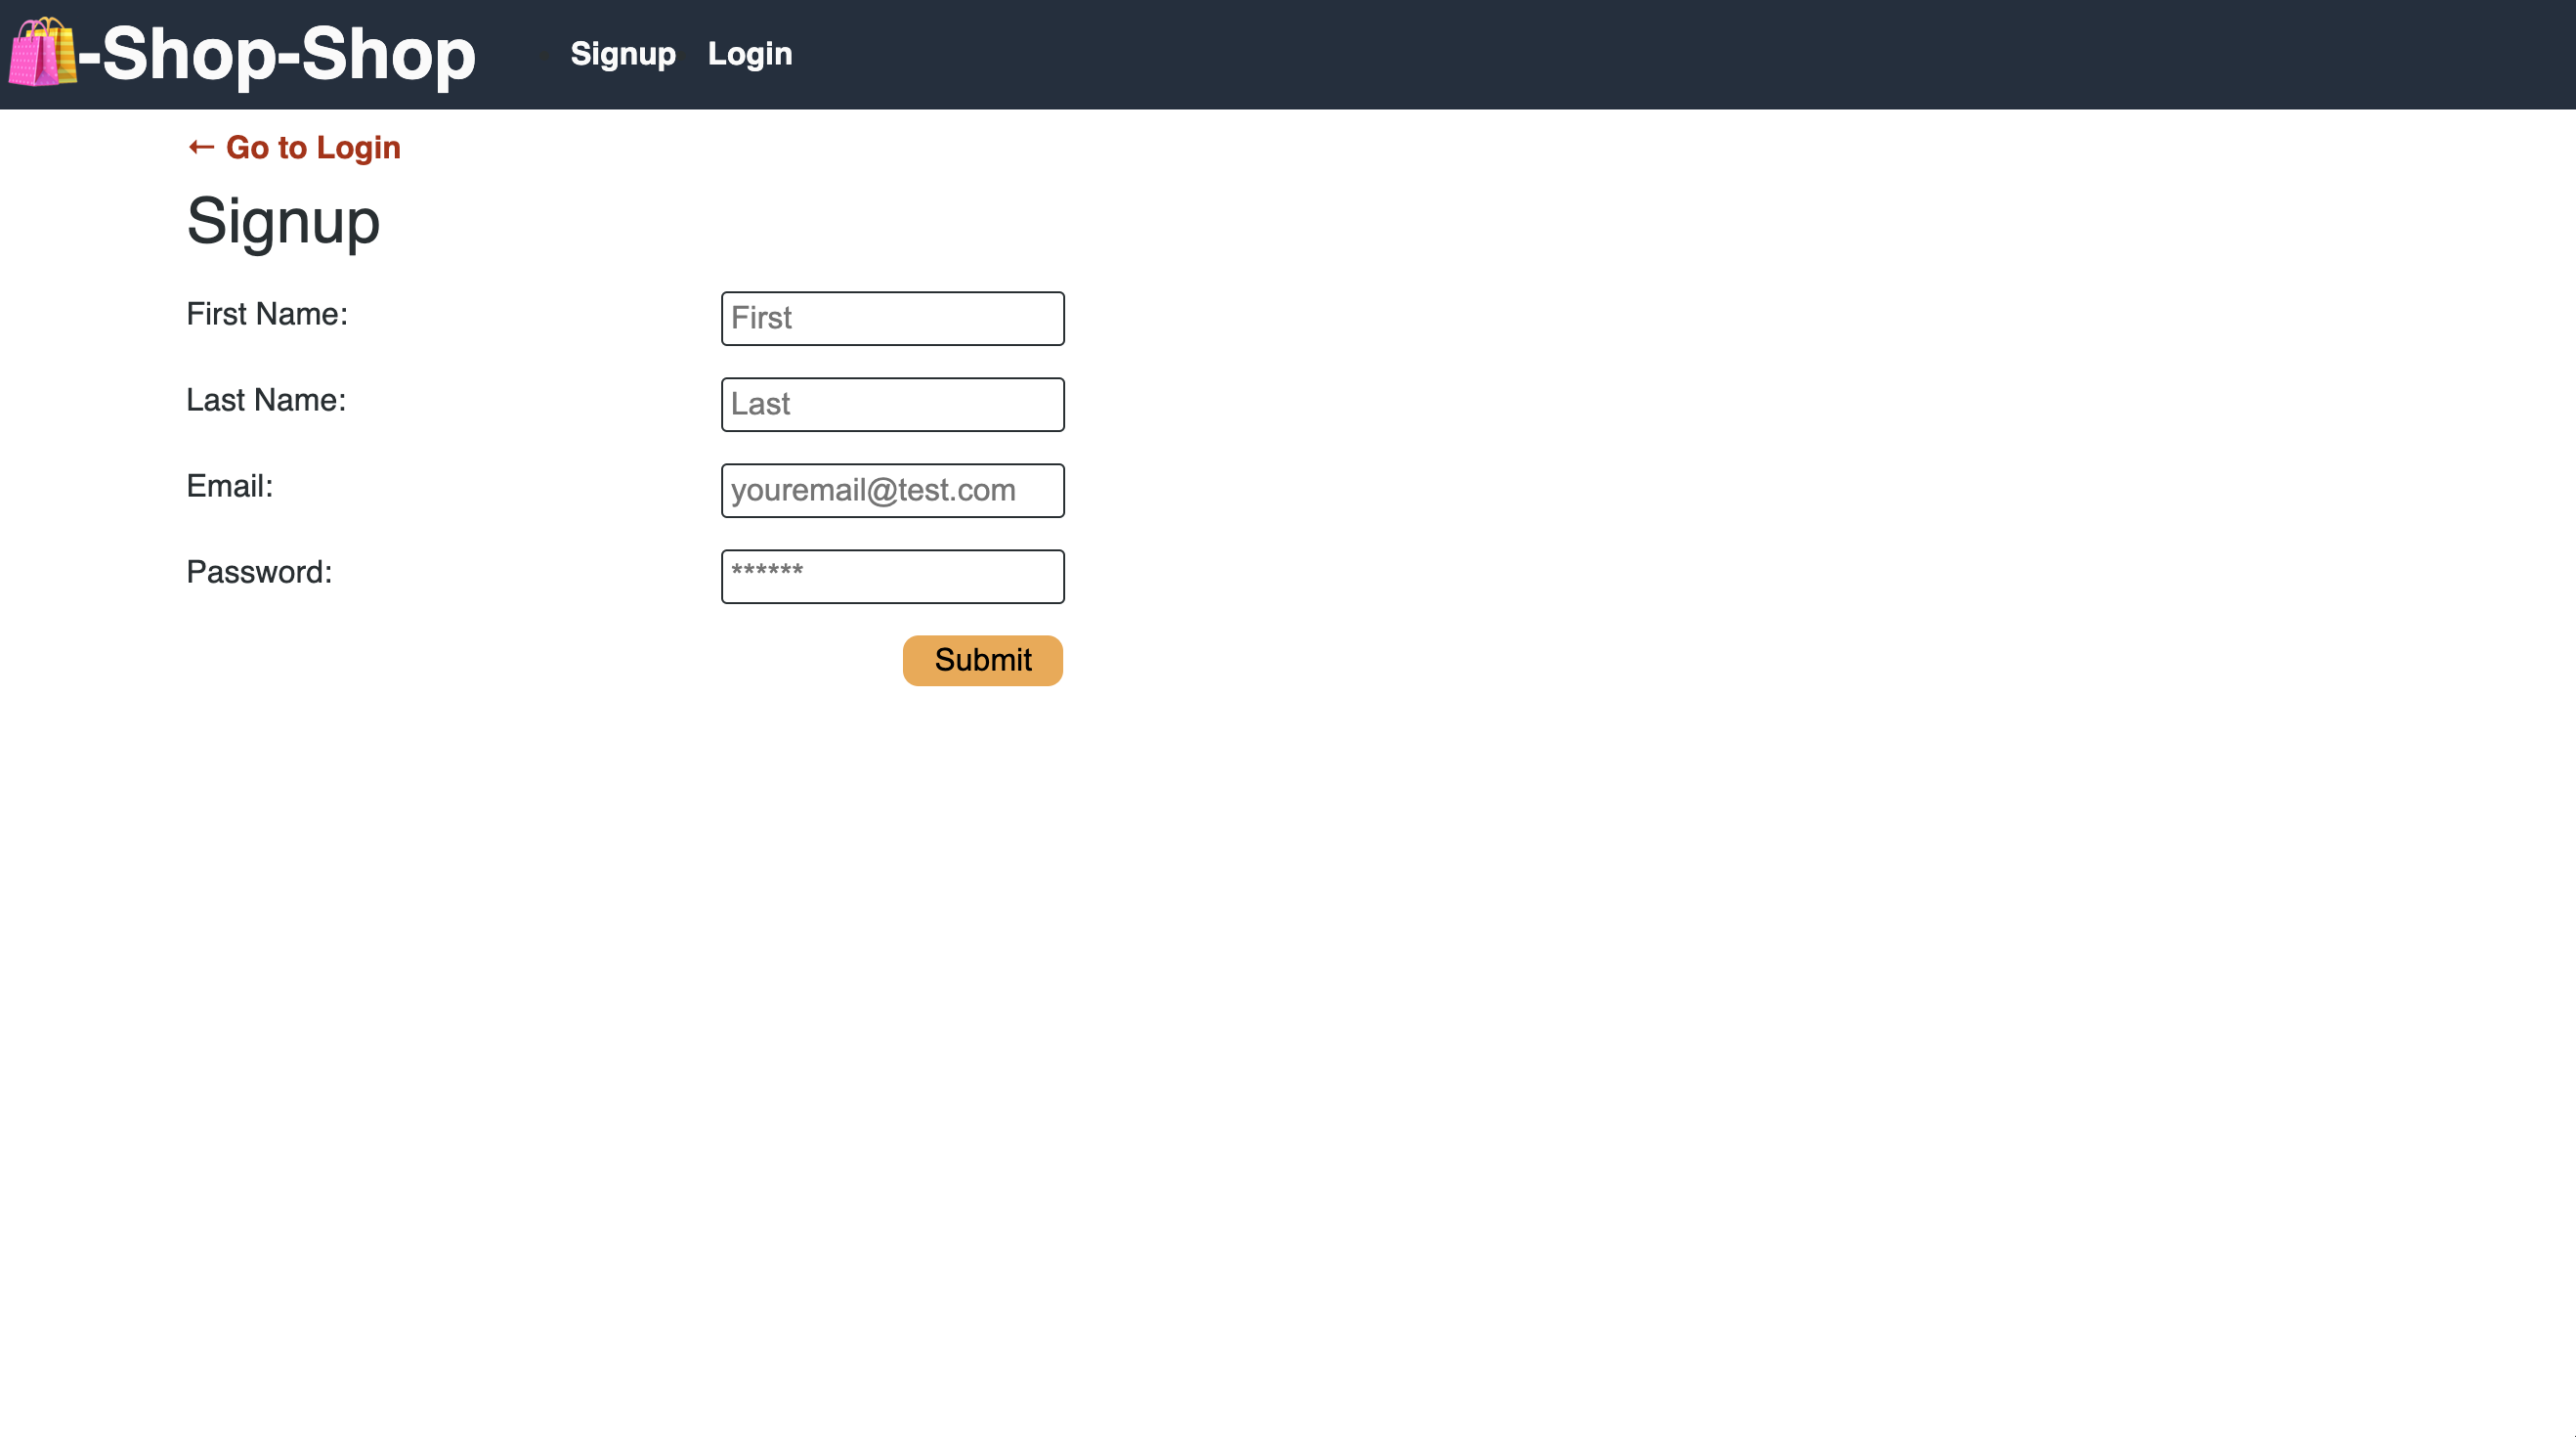 🛍️-Shop-Shop Signup Login
← Go to Login
Signup
First Name: First
Last Name: Last
Email: youremail@test.com
Password: ******
Submit